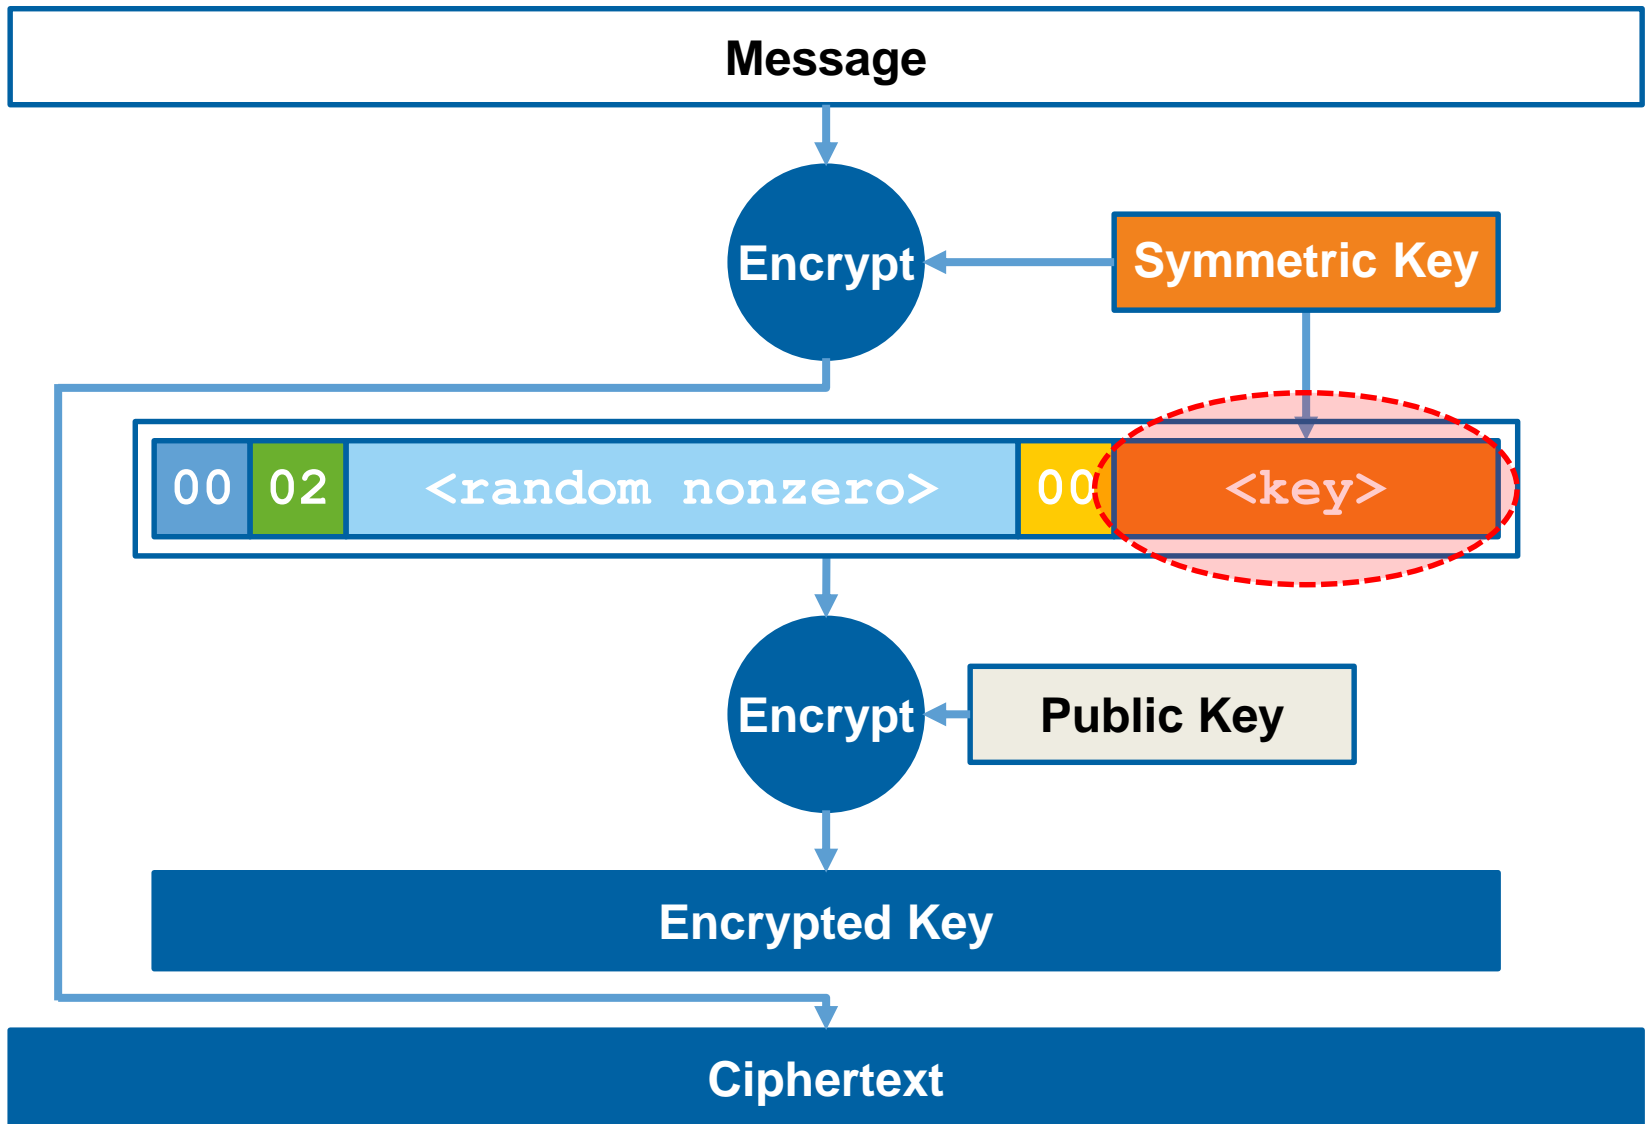 Message
Encrypt
Symmetric Key
00 02 <random nonzero> 00 <key>
Encrypt
Public Key
Encrypted Key
Ciphertext